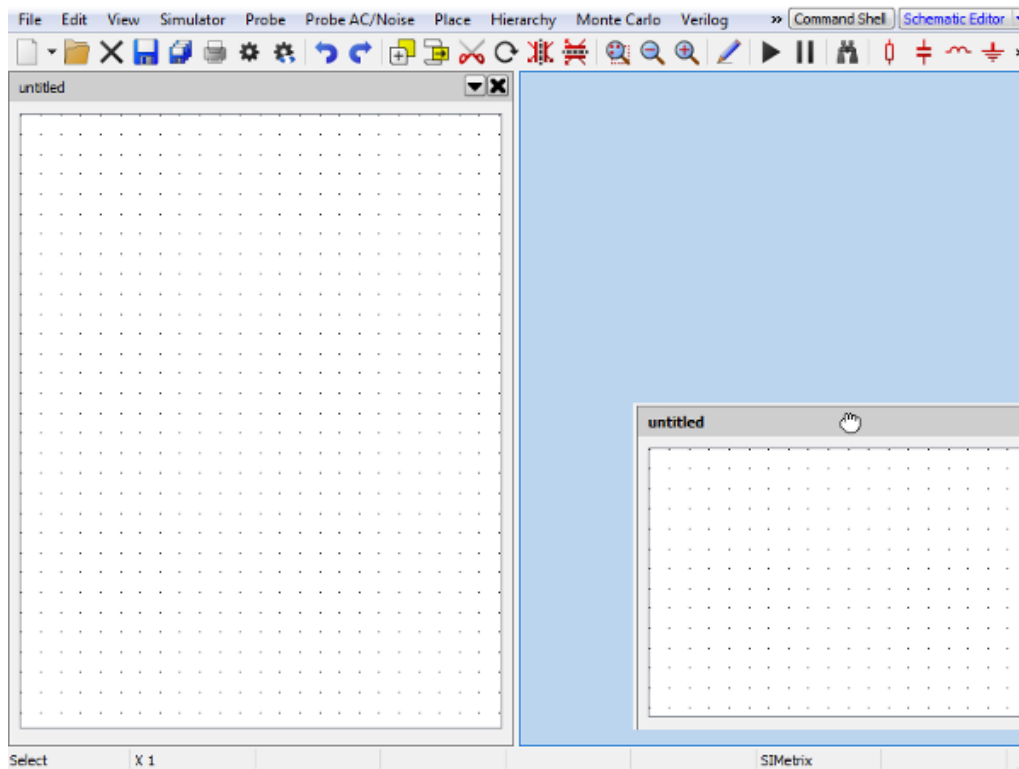 File Edit View Simulator Probe Probe AC/Noise Place Hierarchy Monte Carlo Verilog » Command Shell Schematic Editor
untitled
untitled
Select X 1 SIMetrix